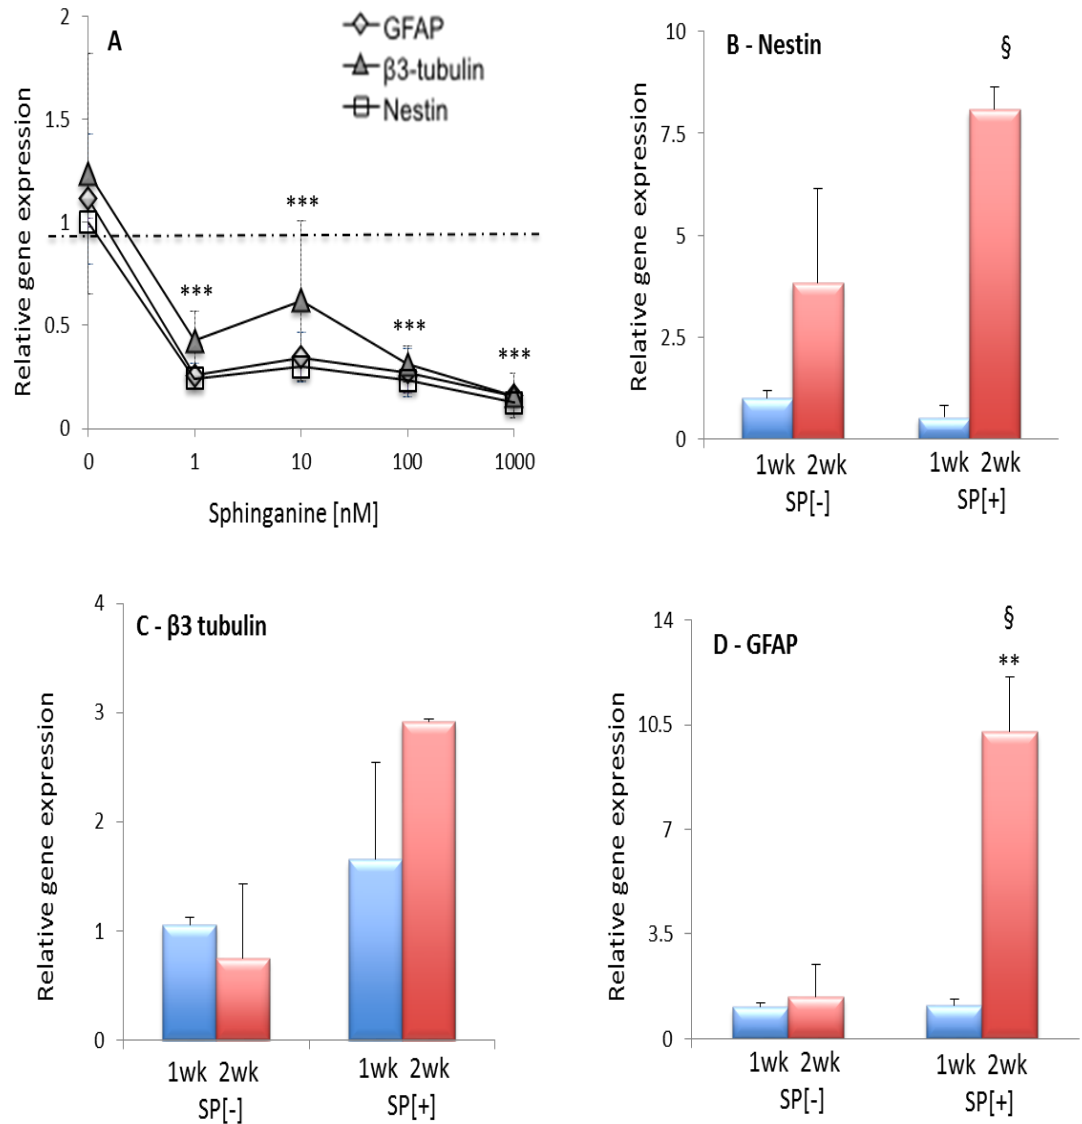 A
GFAP
β3-tubulin
Nestin
Relative gene expression
2
1.5
1
0.5
0
***
***
***
***
0 1 10 100 1000
Sphinganine [nM]
B - Nestin
§
Relative gene expression
10
7.5
5
2.5
0
1wk 2wk 1wk 2wk
SP[-] SP[+]
C - β3 tubulin
Relative gene expression
4
3
2
1
0
1wk 2wk 1wk 2wk
SP[-] SP[+]
D - GFAP
§
**
Relative gene expression
14
10.5
7
3.5
0
1wk 2wk 1wk 2wk
SP[-] SP[+]